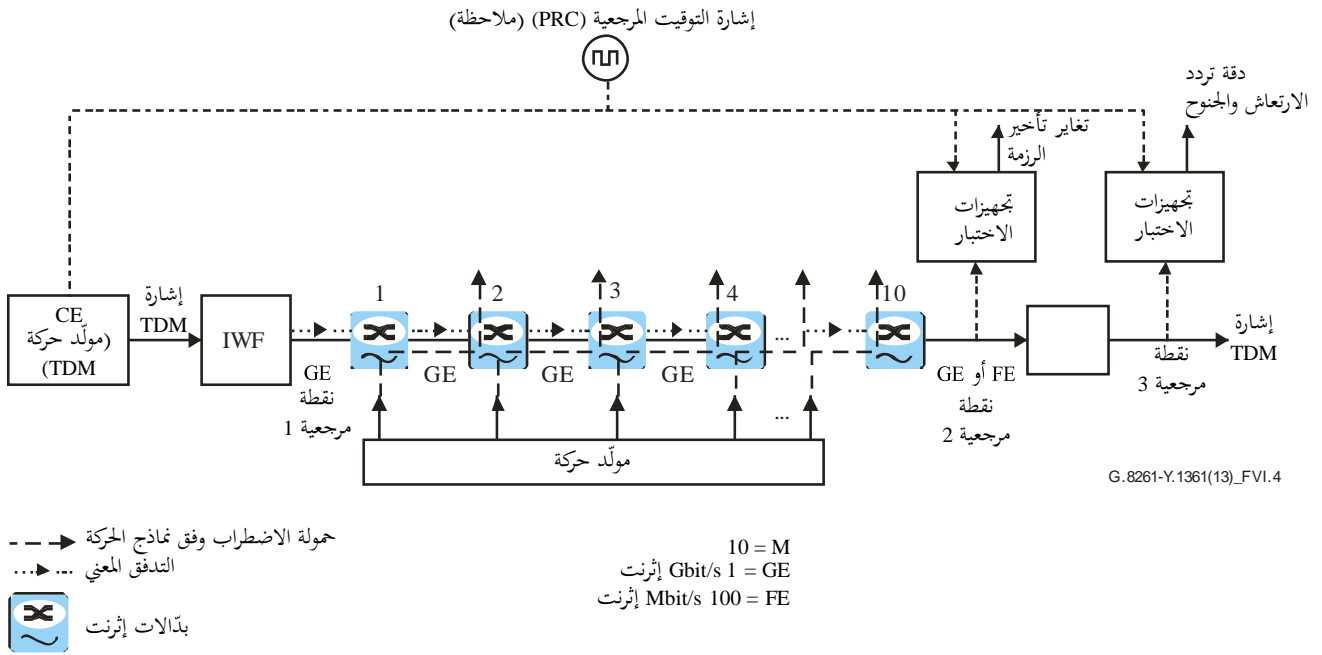 إشارة التوقيت المرجعية (PRC) (ملاحظة)
دقة تردد
الارتعاش والجنوح
تغاير تأخير
الرزمة
تجهيزات
الاختبار
تجهيزات
الاختبار
CE
(مولّد حركة
TDM)
إشارة
TDM
IWF
1
2
3
4
...
10
GE
نقطة
مرجعية 1
GE
GE
GE
...
GE أو FE
نقطة
مرجعية 2
نقطة
مرجعية 3
إشارة
TDM
مولّد حركة
G.8261-Y.1361(13)_FVI.4
حمولة الاضطراب وفق نماذج الحركة
التدفق المعني
بدّالات إثرنت
10 = M
Gbit/s 1 = GE إثرنت
Mbit/s 100 = FE إثرنت